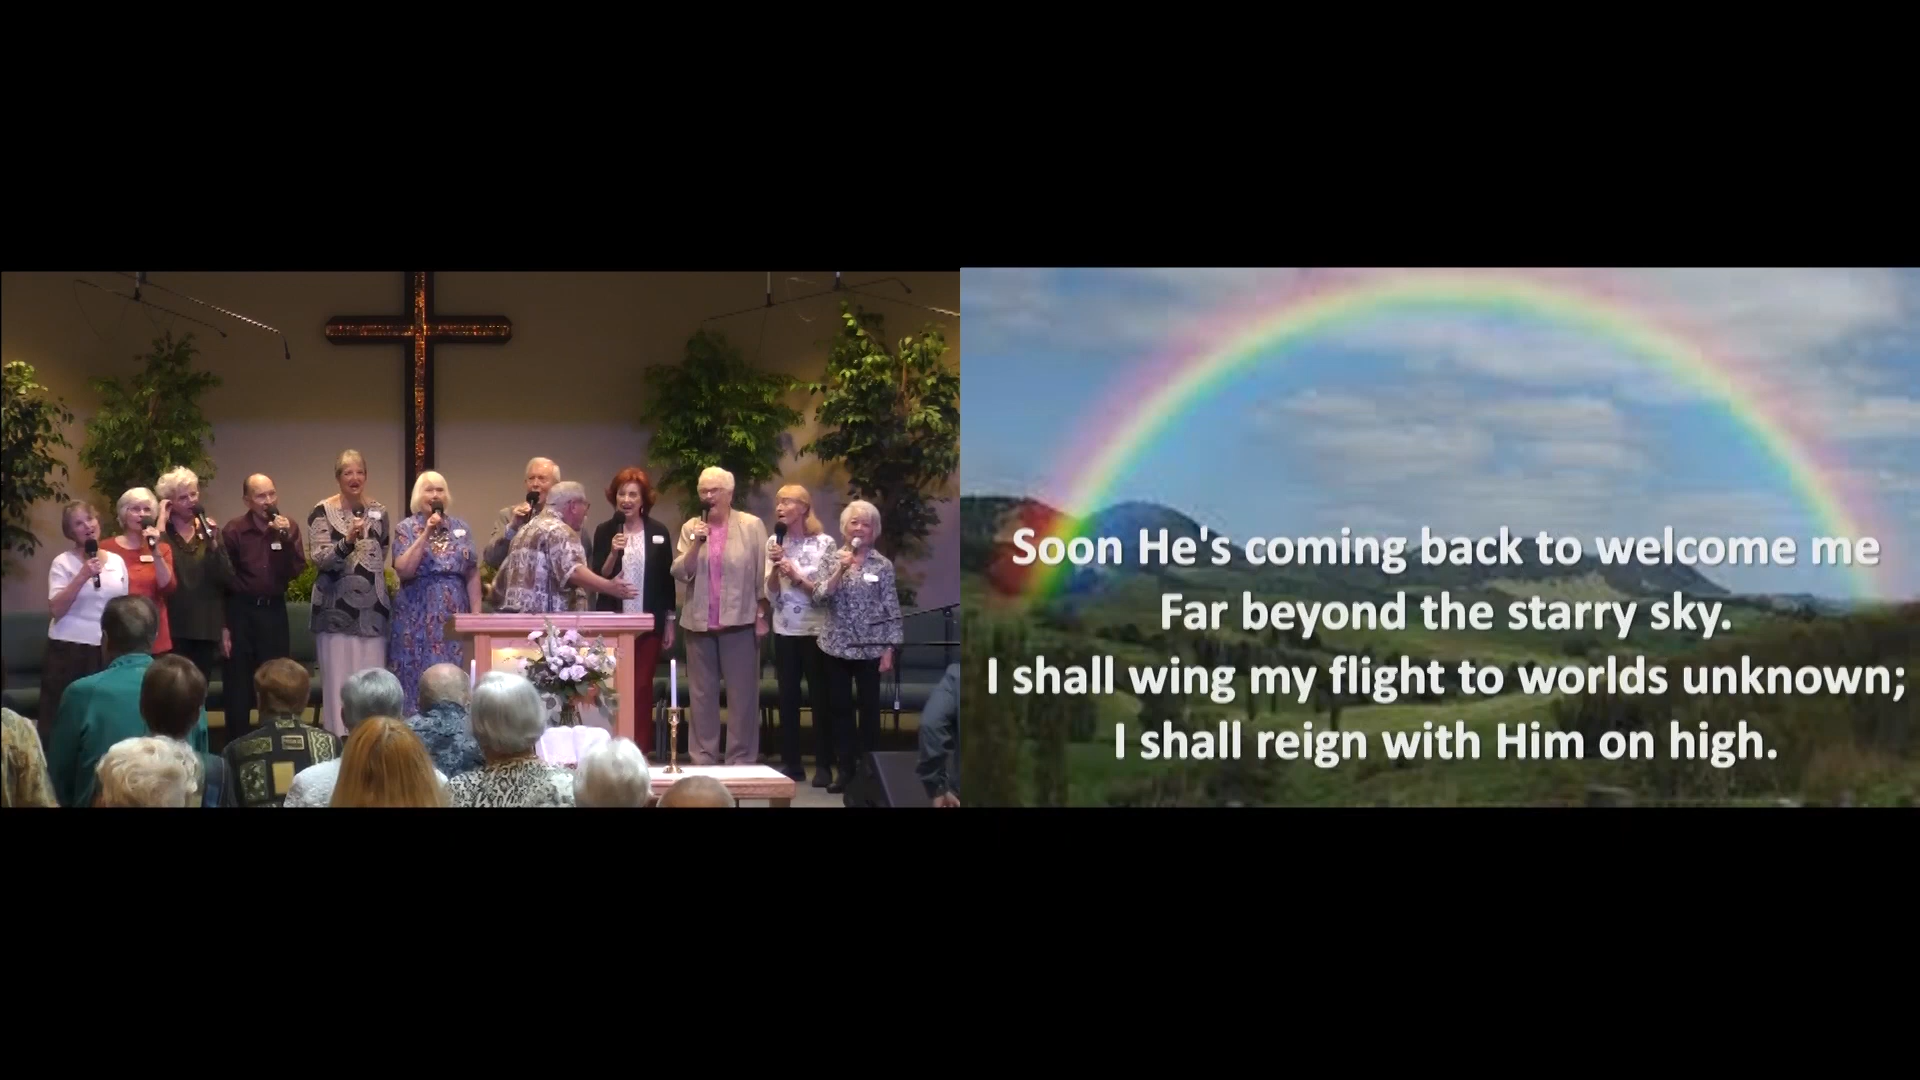 Soon He's coming back to welcome me
Far beyond the starry sky.
I shall wing my flight to worlds unknown;
I shall reign with Him on high.